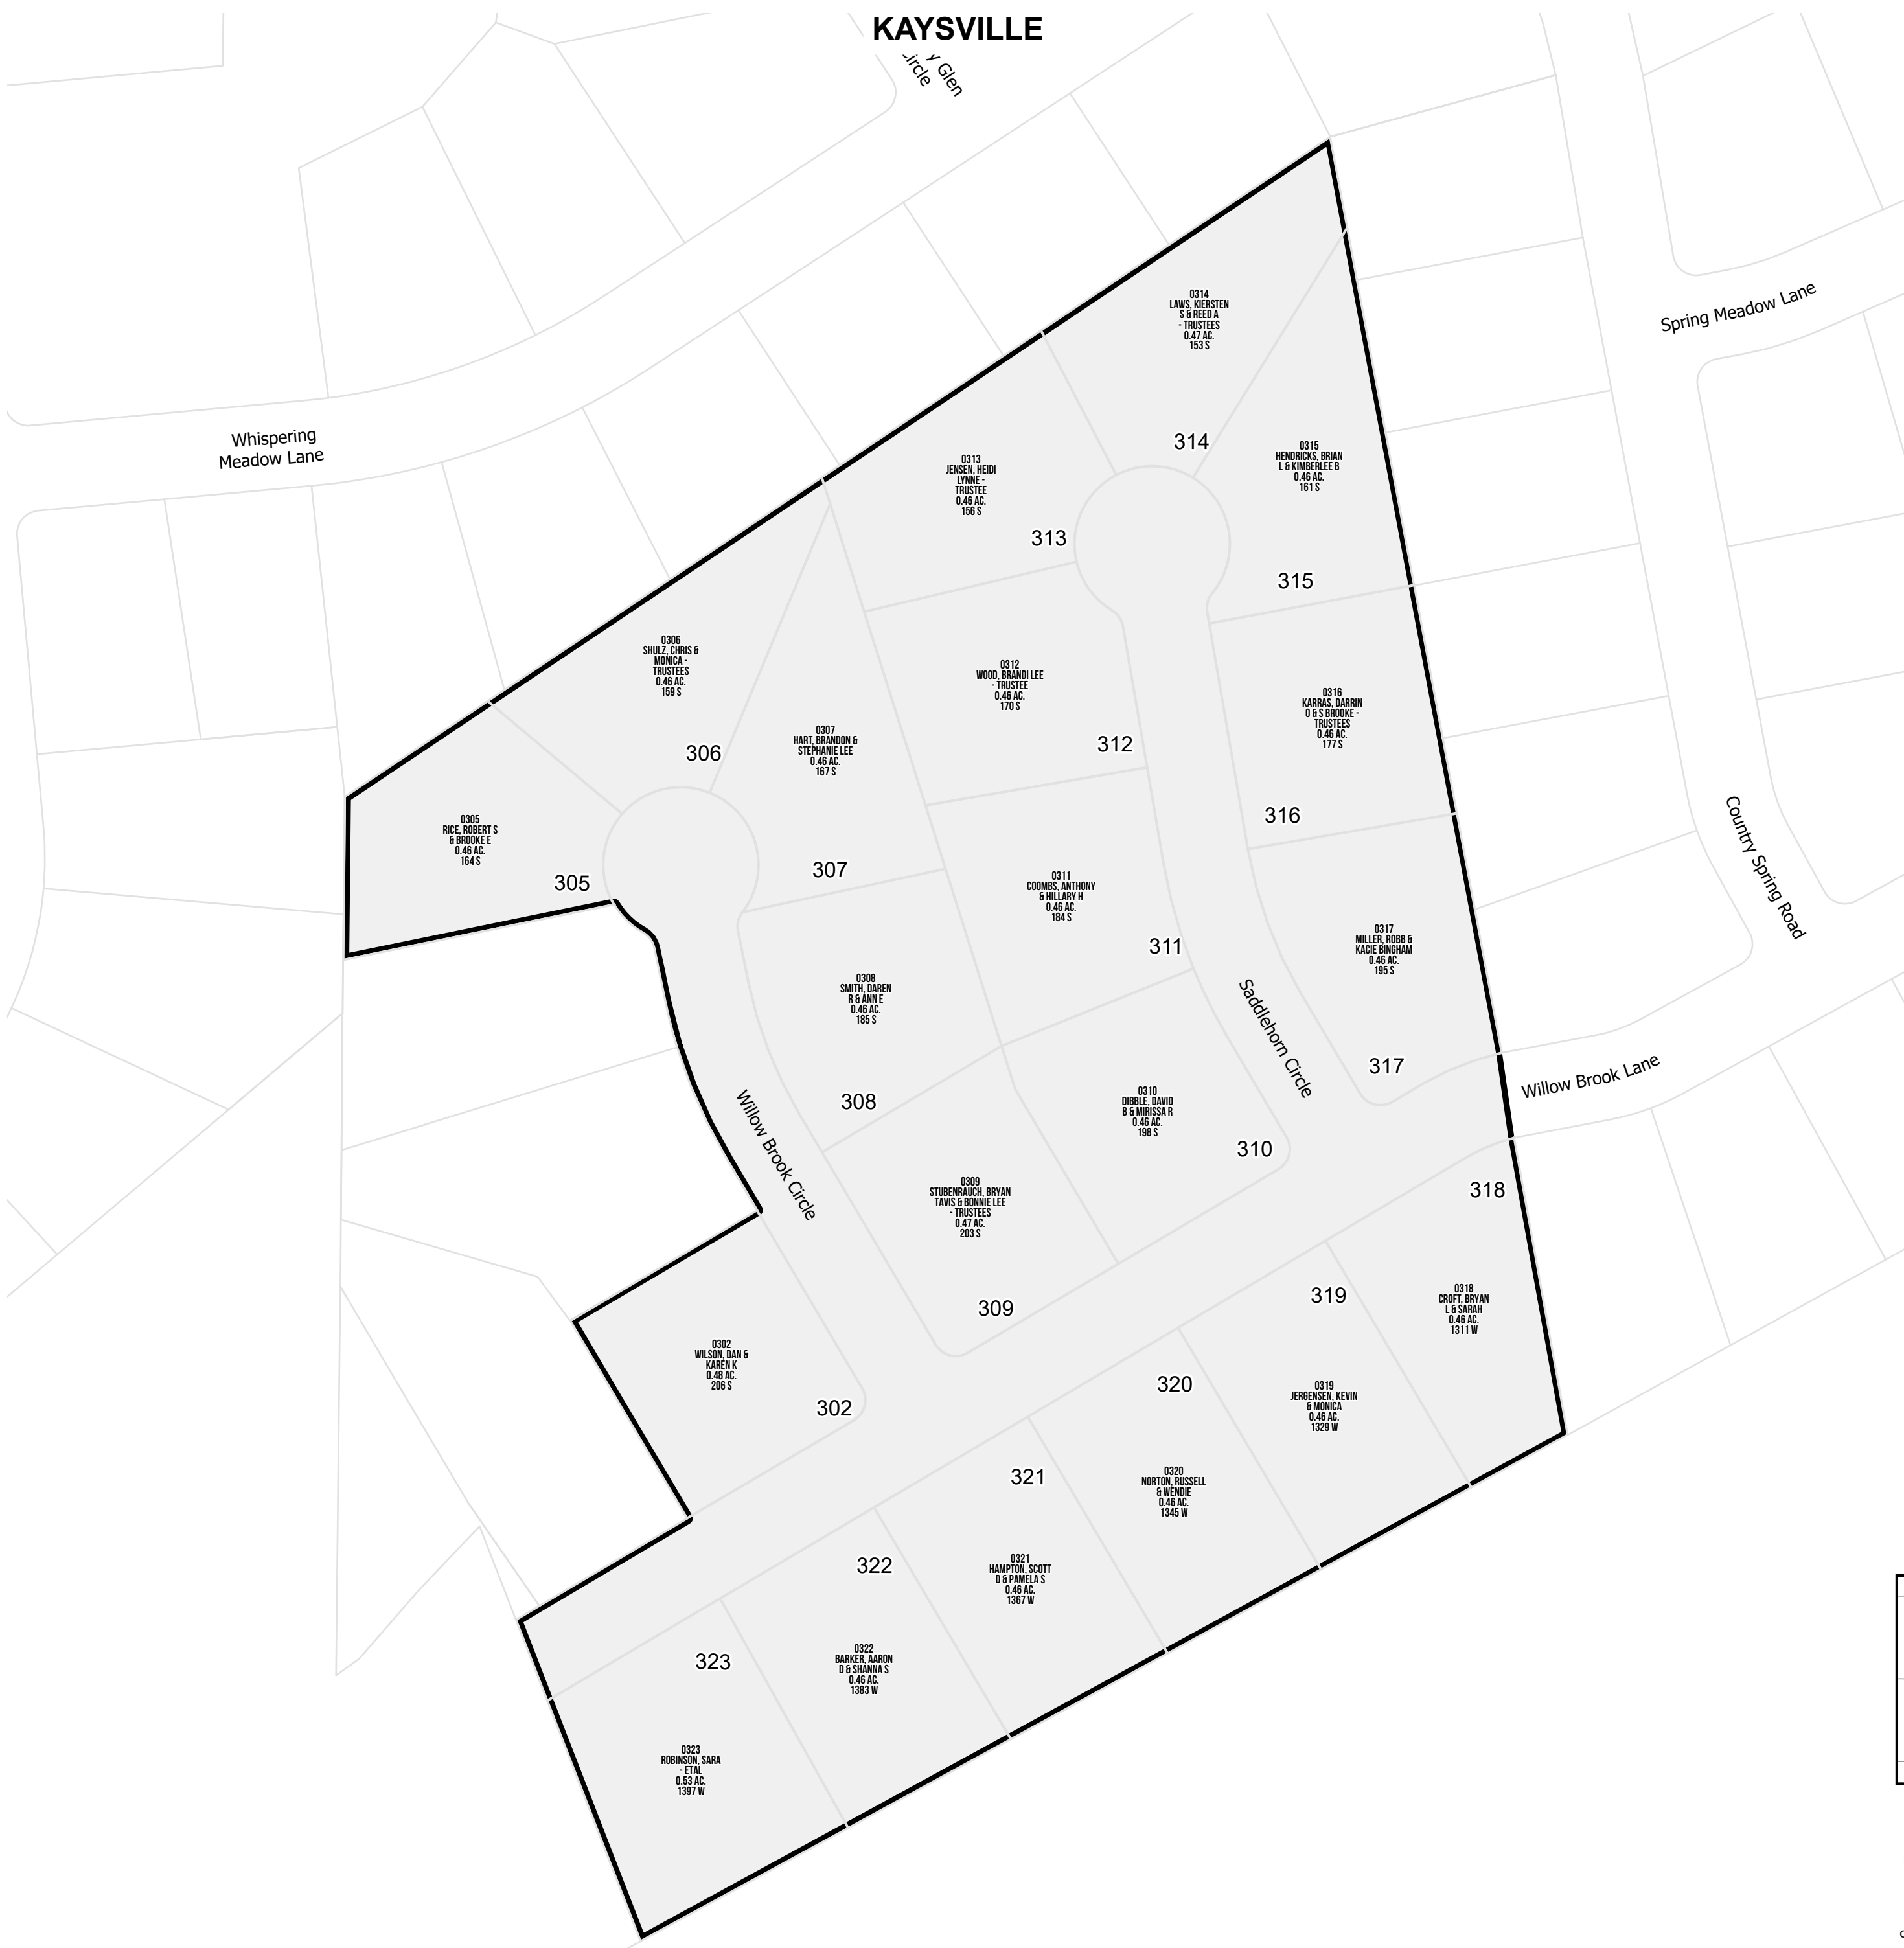 KAYSVILLE
y Glen
ircle
Whispering
Meadow Lane
Spring Meadow Lane
0314
LAWS, KIERSTEN
S & REED A
- TRUSTEES
0.47 AC.
153 S
314
0315
HENDRICKS, BRIAN
L & KIMBERLEE B
0.46 AC.
161 S
315
0313
JENSEN, HEIDI
LYNNE -
TRUSTEE
0.46 AC.
156 S
313
0306
SHULZ, CHRIS &
MONICA -
TRUSTEES
0.46 AC.
159 S
306
0312
WOOD, BRANDI LEE
- TRUSTEE
0.46 AC.
170 S
312
0316
KARRAS, DARRIN
O & S BROOKE -
TRUSTEES
0.46 AC.
177 S
316
0307
HART, BRANDON &
STEPHANIE LEE
0.46 AC.
167 S
307
0305
RICE, ROBERT S
& BROOKE E
0.46 AC.
164 S
305
0311
COOMBS, ANTHONY
& HILLARY H
0.46 AC.
184 S
311
Country Spring Road
0317
MILLER, ROBB &
KACIE BINGHAM
0.46 AC.
195 S
317
0308
SMITH, DAREN
R & ANN E
0.46 AC.
185 S
308
Saddlehorn Circle
Willow Brook Lane
0310
DIBBLE, DAVID
B & MIRISSA R
0.46 AC.
198 S
310
Willow Brook Circle
0309
STUBENRAUCH, BRYAN
TAVIS & BONNIE LEE
- TRUSTEES
0.47 AC.
203 S
309
318
0318
CROFT, BRYAN
L & SARAH
0.46 AC.
1311 W
319
0319
JERGENSEN, KEVIN
& MONICA
0.46 AC.
1329 W
0302
WILSON, DAN &
KAREN K
0.48 AC.
206 S
302
320
0320
NORTON, RUSSELL
& WENDIE
0.46 AC.
1345 W
321
0321
HAMPTON, SCOTT
D & PAMELA S
0.46 AC.
1367 W
322
0322
BARKER, AARON
D & SHANNA S
0.46 AC.
1383 W
323
0323
ROBINSON, SARA
- ETAL
0.53 AC.
1397 W